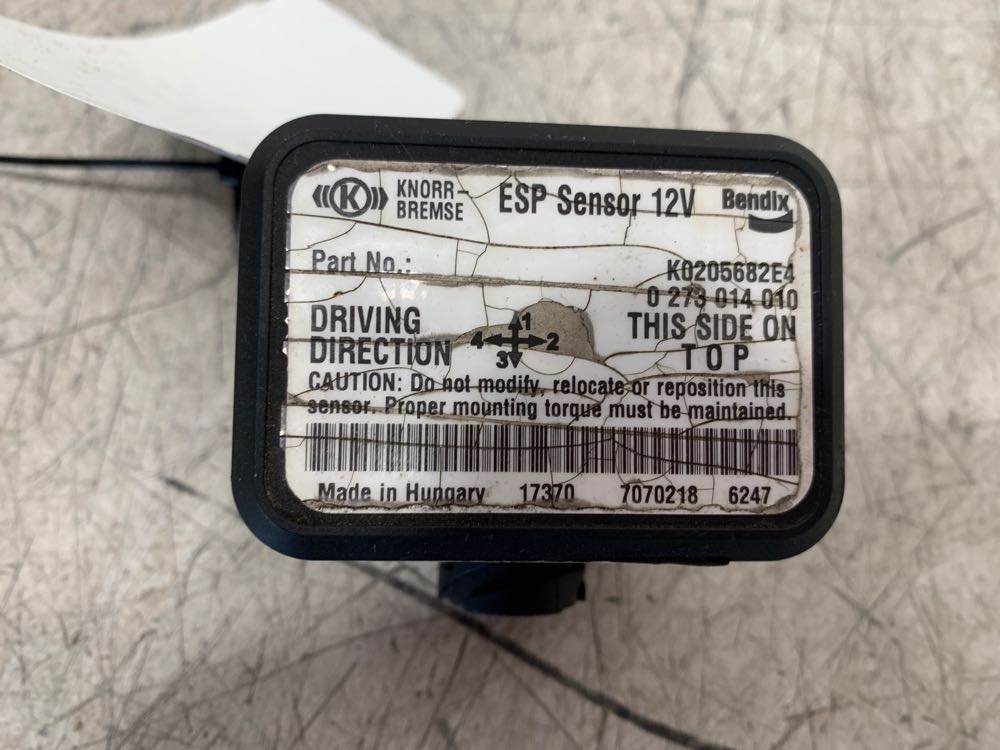 K KNORR-
BREMSE
ESP Sensor 12V
Bendix
Part No.: K0205682E4
0 273 014 010
DRIVING
DIRECTION
1
4 2
3
THIS SIDE ON
TOP
CAUTION: Do not modify, relocate or reposition this
sensor. Proper mounting torque must be maintained.
Made in Hungary 17370 7070218 6247